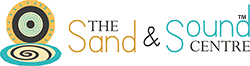 THE
Sand & Sound™
CENTRE